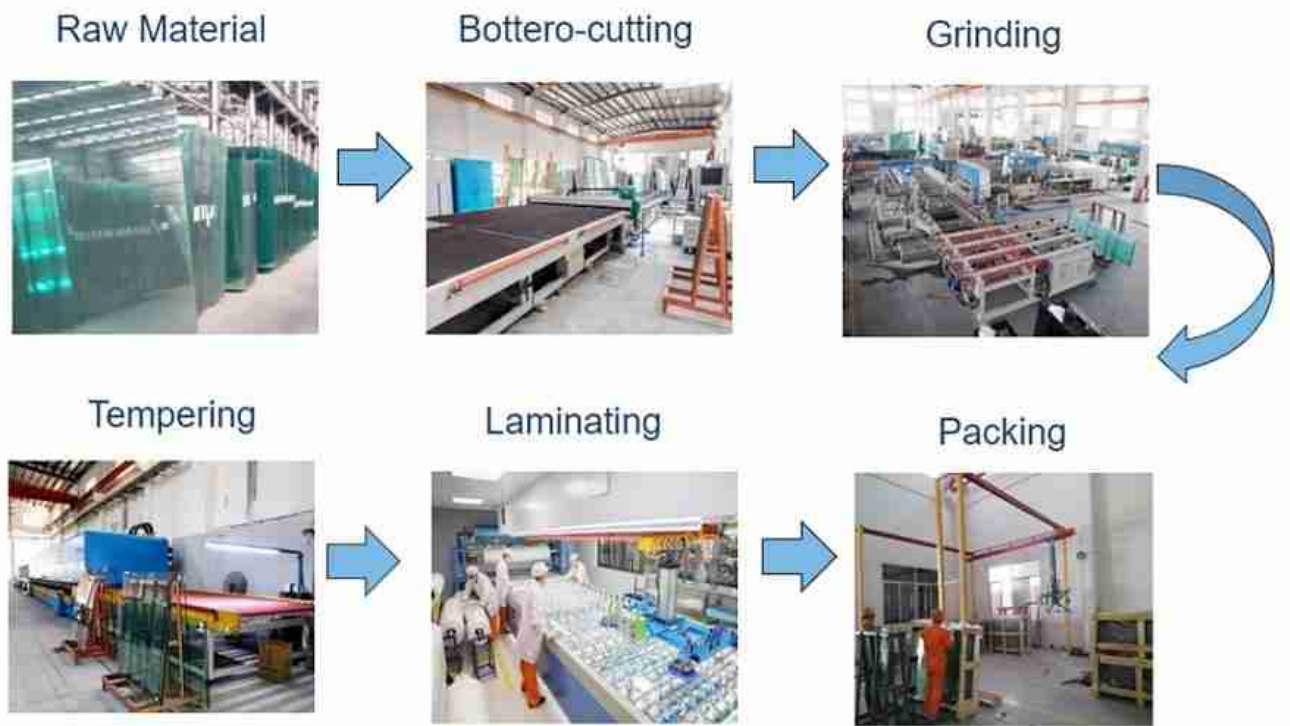 Raw Material
Bottero-cutting
Grinding
Tempering
Laminating
Packing